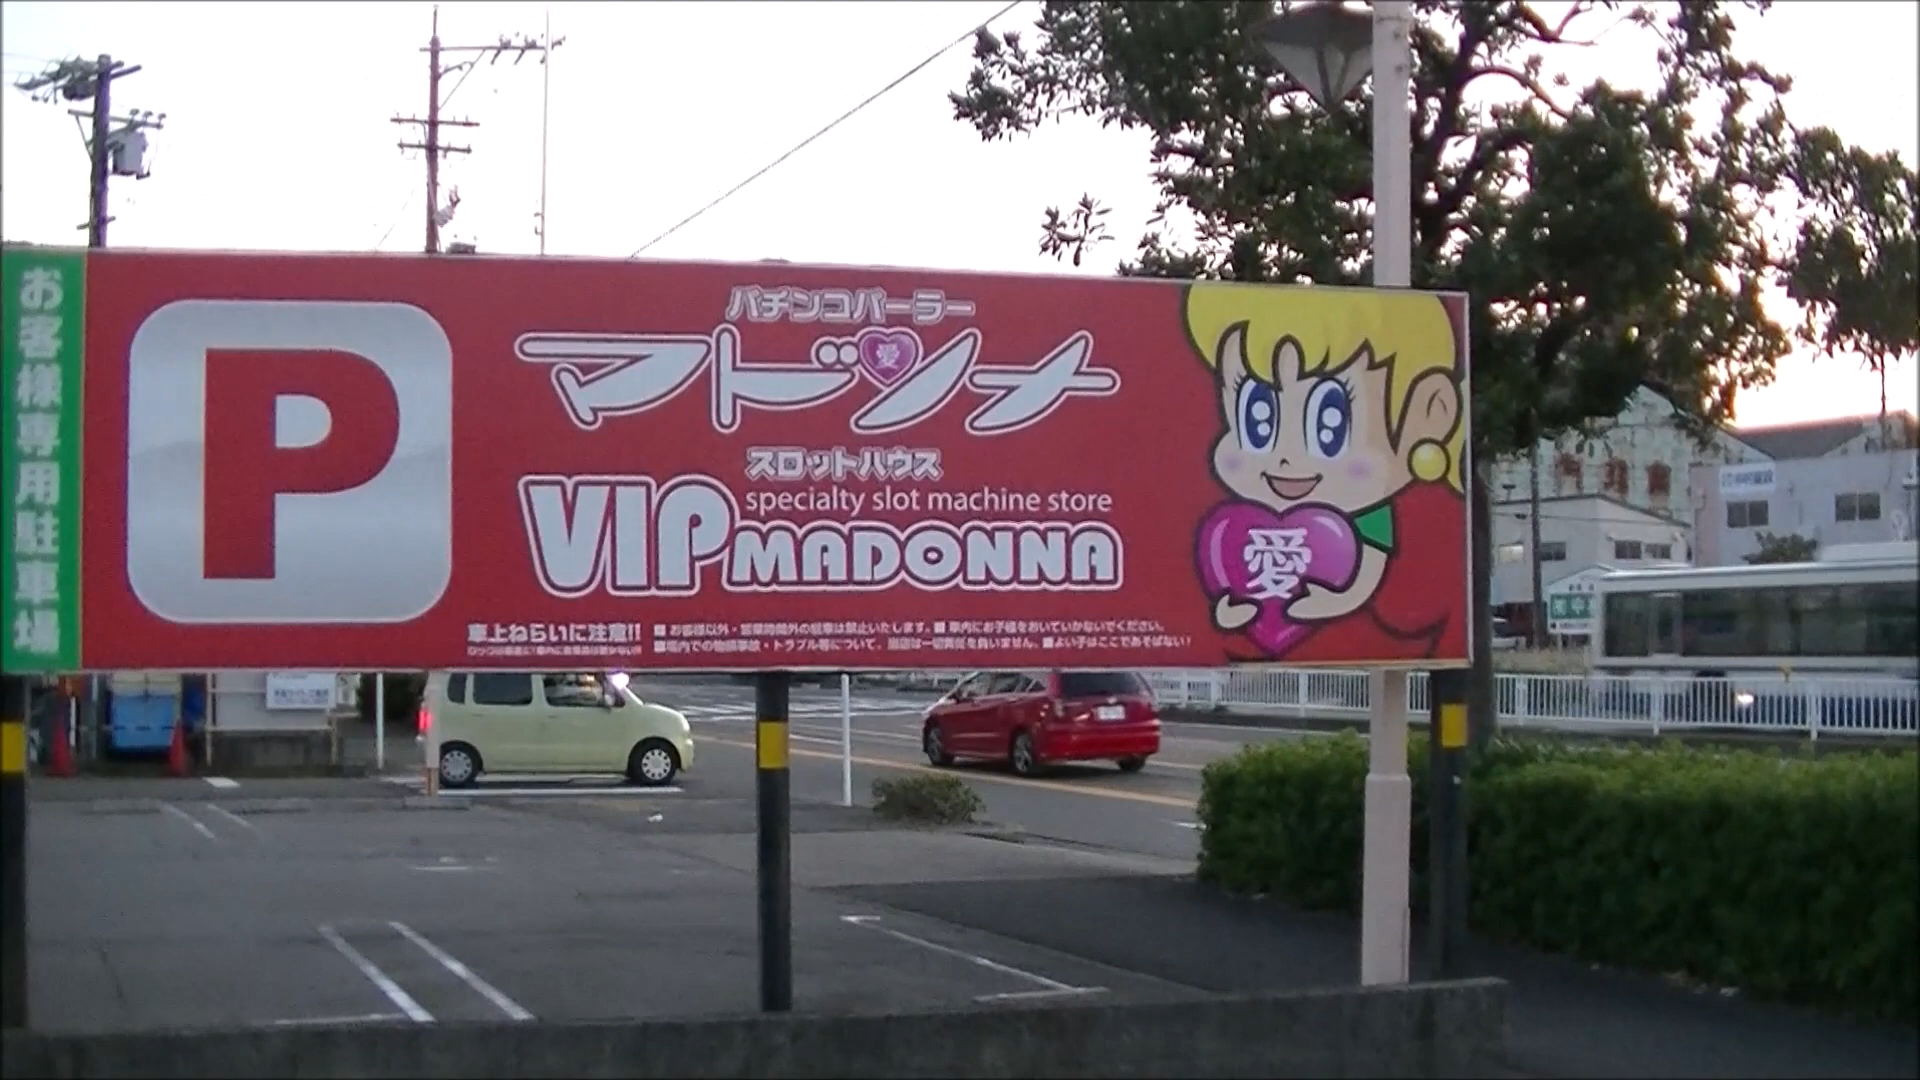 お客様専用駐車場
P
パチンコパーラー
マドンナ
愛
スロットハウス
specialty slot machine store
VIP MADONNA
愛
車上ねらいに注意!!
■お客様以外・営業時間外の駐車は禁止いたします。■車内にお子様をおいていかないでください。
■場内での物損事故・トラブル等について、当店は一切責任を負いません。■よい子はここであそばない!